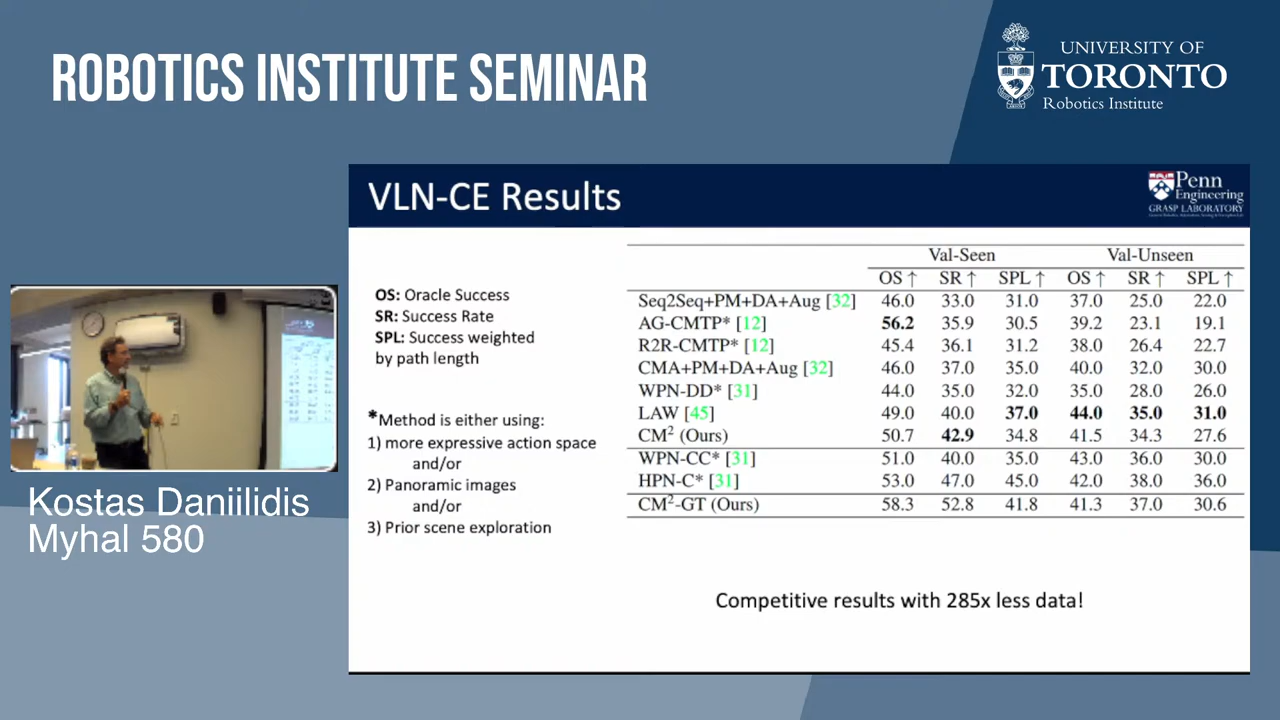 ROBOTICS INSTITUTE SEMINAR
UNIVERSITY OF
TORONTO
Robotics Institute
VLN-CE Results
Penn
Engineering
GRASP LABORATORY
OS: Oracle Success
SR: Success Rate
SPL: Success weighted
by path length
*Method is either using:
1) more expressive action space
and/or
2) Panoramic images
and/or
3) Prior scene exploration
Val-Seen Val-Unseen
OS ↑ SR ↑ SPL ↑ OS ↑ SR ↑ SPL ↑
Seq2Seq+PM+DA+Aug [32] 46.0 33.0 31.0 37.0 25.0 22.0
AG-CMTP* [12] 56.2 35.9 30.5 39.2 23.1 19.1
R2R-CMTP* [12] 45.4 36.1 31.2 38.0 26.4 22.7
CMA+PM+DA+Aug [32] 46.0 37.0 35.0 40.0 32.0 30.0
WPN-DD* [31] 44.0 35.0 32.0 35.0 28.0 26.0
LAW [45] 49.0 40.0 37.0 44.0 35.0 31.0
CM² (Ours) 50.7 42.9 34.8 41.5 34.3 27.6
WPN-CC* [31] 51.0 40.0 35.0 43.0 36.0 30.0
HPN-C* [31] 53.0 47.0 45.0 42.0 38.0 36.0
CM²-GT (Ours) 58.3 52.8 41.8 41.3 37.0 30.6
Competitive results with 285x less data!
Kostas Daniilidis
Myhal 580